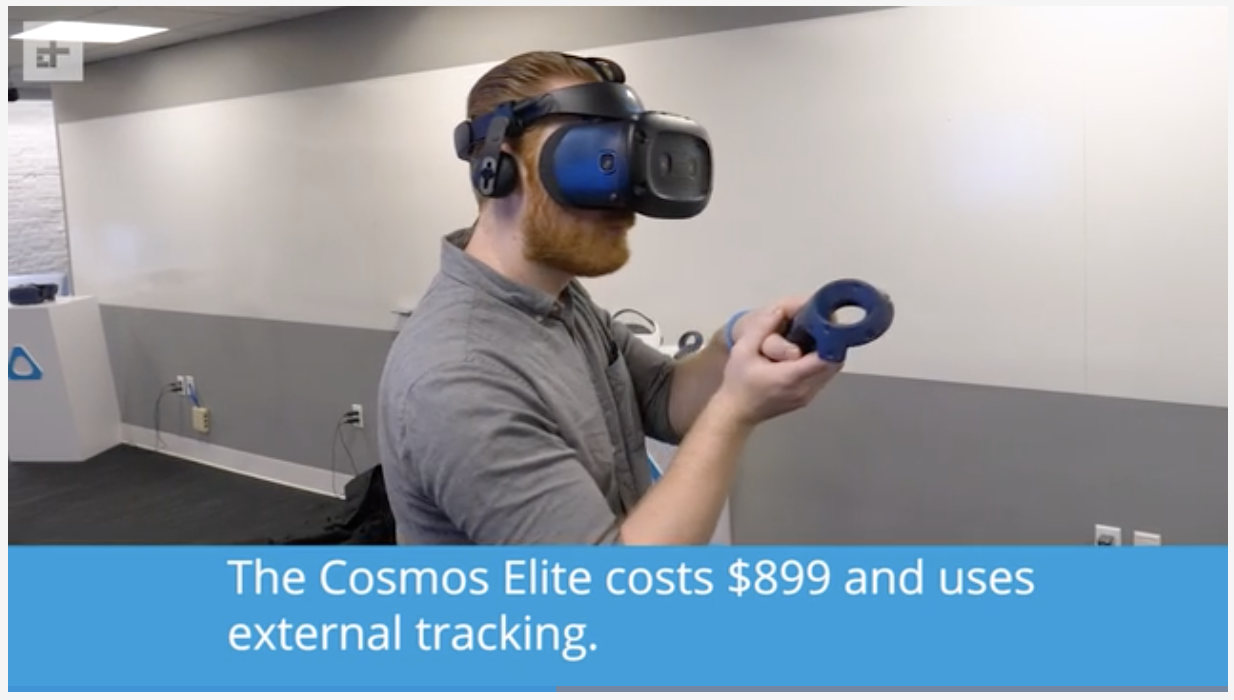 The Cosmos Elite costs $899 and uses
external tracking.